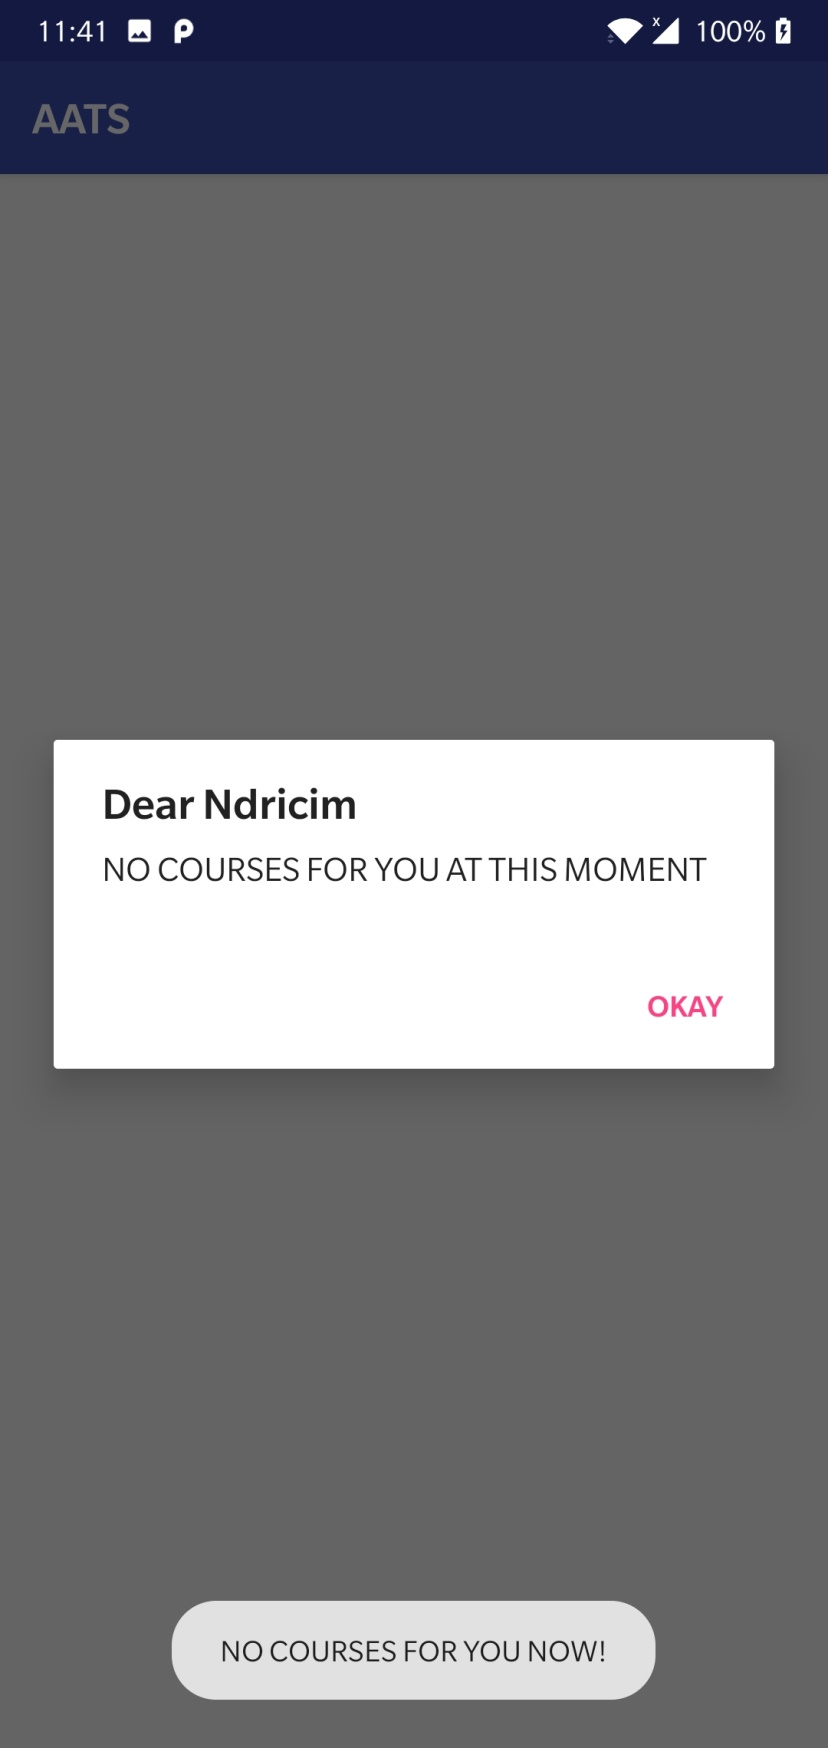 11:41 100%
AATS
Dear Ndricim
NO COURSES FOR YOU AT THIS MOMENT
OKAY
NO COURSES FOR YOU NOW!